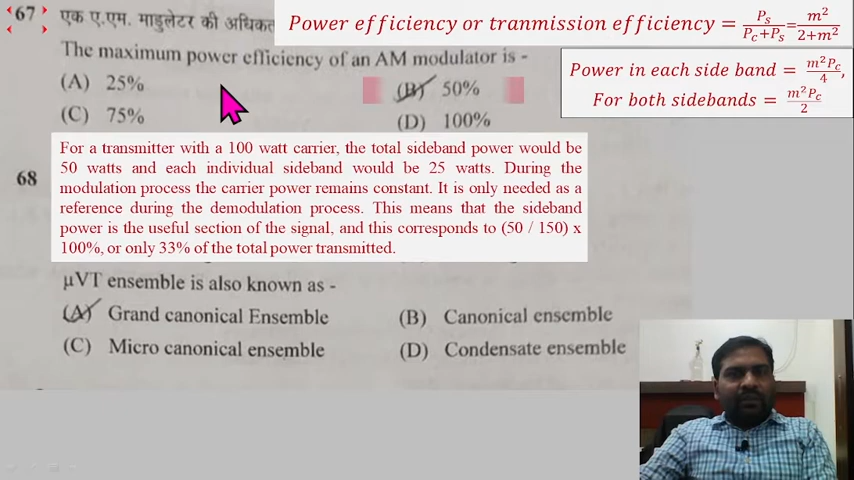 67 एक ए.एम. माडुलेटर की अधिकत
Power efficiency or tranmission efficiency = P_s/(P_c+P_s) = m²/(2+m²)
The maximum power efficiency of an AM modulator is -
(A) 25%
(B) 50%
(C) 75%
(D) 100%
Power in each side band = m²P_c/4,
For both sidebands = m²P_c/2
68
For a transmitter with a 100 watt carrier, the total sideband power would be
50 watts and each individual sideband would be 25 watts. During the
modulation process the carrier power remains constant. It is only needed as a
reference during the demodulation process. This means that the sideband
power is the useful section of the signal, and this corresponds to (50 / 150) x
100%, or only 33% of the total power transmitted.
μVT ensemble is also known as -
(A) Grand canonical Ensemble
(B) Canonical ensemble
(C) Micro canonical ensemble
(D) Condensate ensemble